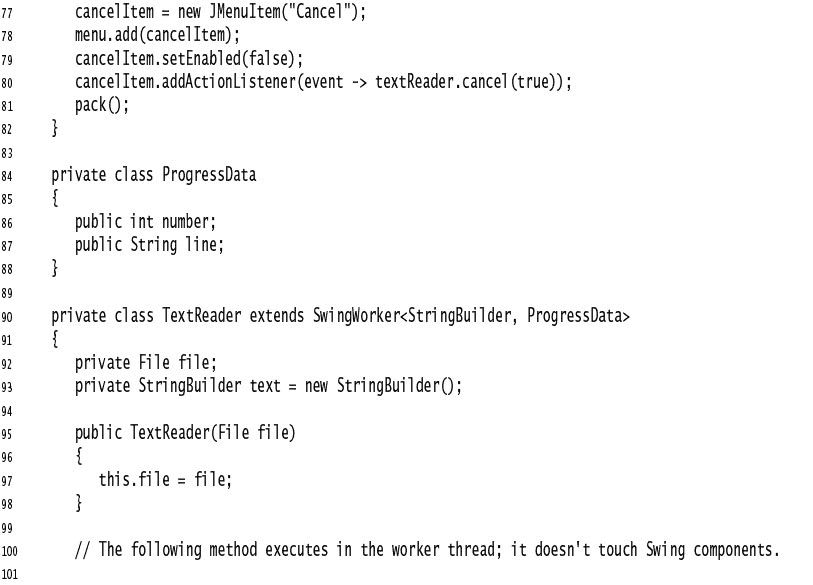 77 cancelItem = new JMenuItem("Cancel");
78 menu.add(cancelItem);
79 cancelItem.setEnabled(false);
80 cancelItem.addActionListener(event -> textReader.cancel(true));
81 pack();
82 }
83
84 private class ProgressData
85 {
86 public int number;
87 public String line;
88 }
89
90 private class TextReader extends SwingWorker<StringBuilder, ProgressData>
91 {
92 private File file;
93 private StringBuilder text = new StringBuilder();
94
95 public TextReader(File file)
96 {
97 this.file = file;
98 }
99
100 // The following method executes in the worker thread; it doesn't touch Swing components.
101